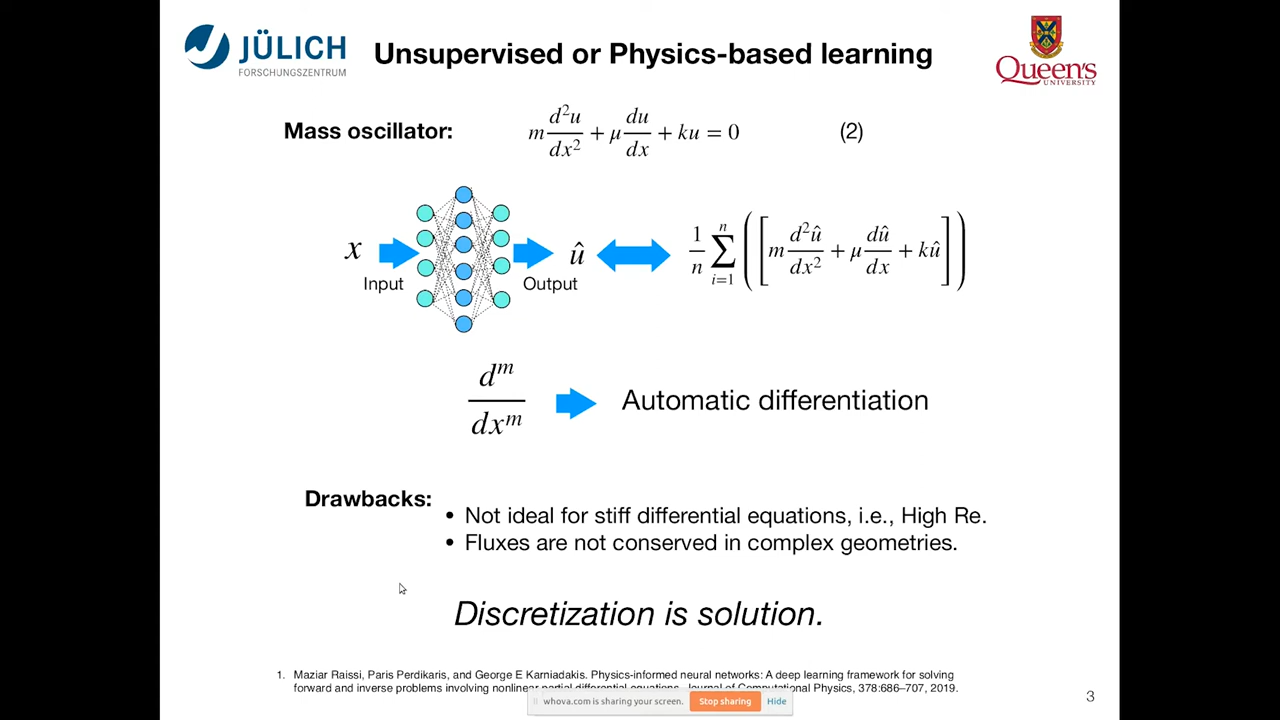 JÜLICH
FORSCHUNGSZENTRUM
Unsupervised or Physics-based learning
Queen's
UNIVERSITY
Mass oscillator: m d²u/dx² + μ du/dx + ku = 0 (2)
x
Input
Output
û
1/n ∑ⁿᵢ₌₁ ([m d²û/dx² + μ dû/dx + kû])
dᵐ/dxᵐ
Automatic differentiation
Drawbacks:
• Not ideal for stiff differential equations, i.e., High Re.
• Fluxes are not conserved in complex geometries.
Discretization is solution.
1. Maziar Raissi, Paris Perdikaris, and George E Karniadakis. Physics-informed neural networks: A deep learning framework for solving
forward and inverse problems involving nonlinear partial differential equations. Journal of Computational Physics, 378:686–707, 2019.
whova.com is sharing your screen. Stop sharing Hide
3